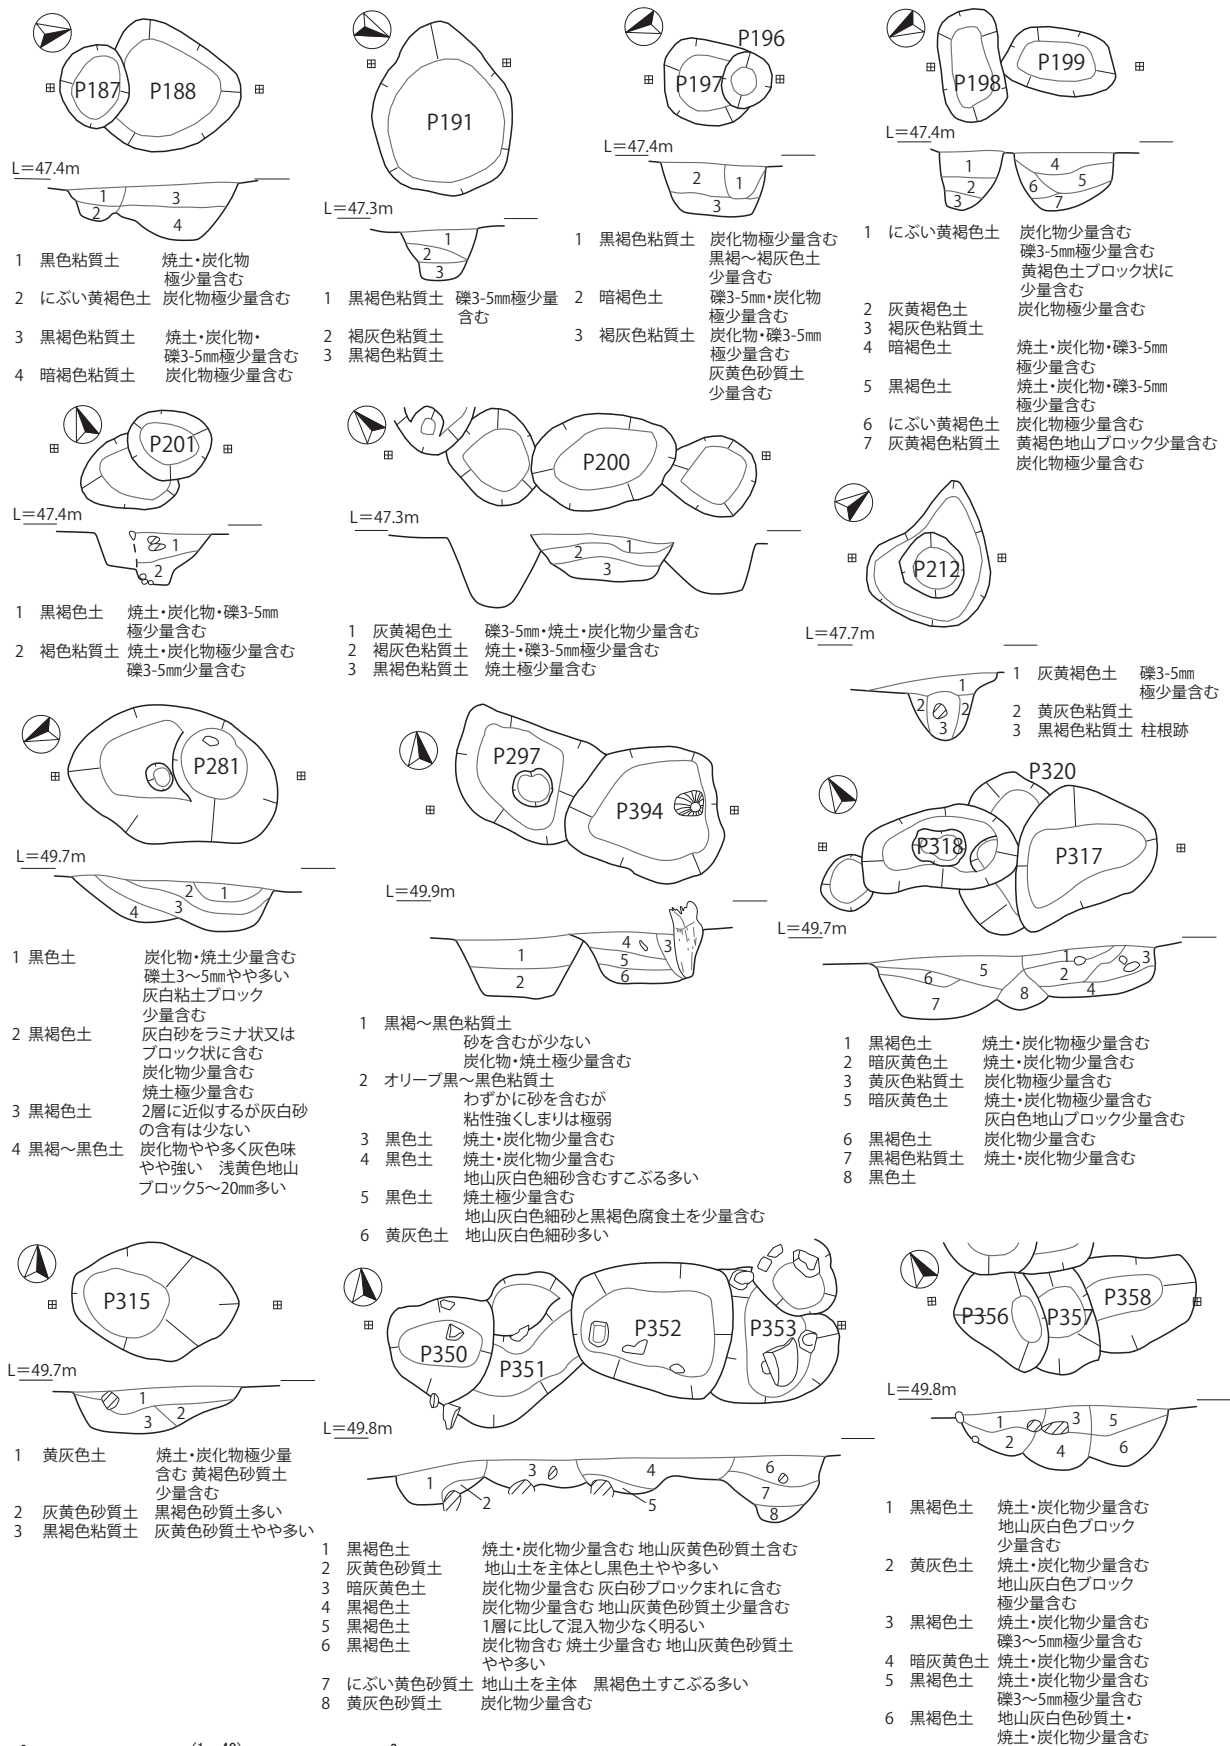 P187
P188
L＝47.4m
1
2
3
4
1 黒色粘質土 焼土・炭化物
極少量含む
2 にぶい黄褐色土 炭化物極少量含む
3 黒褐色粘質土 焼土・炭化物・
礫3-5㎜極少量含む
4 暗褐色粘質土 炭化物極少量含む
P191
L＝47.3m
1
2
3
1 黒褐色粘質土 礫3-5㎜極少量
含む
2 褐灰色粘質土
3 黒褐色粘質土
P196
P197
L＝47.4m
2
1
3
1 黒褐色粘質土 炭化物極少量含む
黒褐～褐灰色土
少量含む
2 暗褐色土 礫3-5㎜・炭化物
極少量含む
3 褐灰色粘質土 炭化物・礫3-5㎜
極少量含む
灰黄色砂質土
少量含む
P198
P199
L＝47.4m
1
2
3
4
5
6
7
1 にぶい黄褐色土 炭化物少量含む
礫3-5㎜極少量含む
黄褐色土ブロック状に
少量含む
2 灰黄褐色土 炭化物極少量含む
3 褐灰色粘質土
4 暗褐色土 焼土・炭化物・礫3-5㎜
極少量含む
5 黒褐色土 焼土・炭化物・礫3-5㎜
極少量含む
6 にぶい黄褐色土 炭化物極少量含む
7 灰黄褐色粘質土 黄褐色地山ブロック少量含む
炭化物極少量含む
P201
L＝47.4m
1
2
1 黒褐色土 焼土・炭化物・礫3-5㎜
極少量含む
2 褐色粘質土 焼土・炭化物極少量含む
礫3-5㎜少量含む
P200
L＝47.3m
1
2
3
1 灰黄褐色土 礫3-5㎜・焼土・炭化物少量含む
2 褐灰色粘質土 焼土・礫3-5㎜極少量含む
3 黒褐色粘質土 焼土極少量含む
P212
L＝47.7m
1
2
2
3
1 灰黄褐色土 礫3-5㎜
極少量含む
2 黄灰色粘質土
3 黒褐色粘質土 柱根跡
P281
L＝49.7m
2
1
4
3
1 黒色土 炭化物・焼土少量含む
礫土3～5㎜やや多い
灰白粘土ブロック
少量含む
2 黒褐色土 灰白砂をラミナ状又は
ブロック状に含む
炭化物少量含む
焼土極少量含む
3 黒褐色土 2層に近似するが灰白砂
の含有は少ない
4 黒褐～黒色土 炭化物やや多く灰色味
やや強い　浅黄色地山
ブロック5～20㎜多い
P297
P394
L＝49.9m
1
2
4
3
5
6
1 黒褐～黒色粘質土
砂を含むが少ない
炭化物・焼土極少量含む
2 オリーブ黒～黒色粘質土
わずかに砂を含むが
粘性強くしまりは極弱
3 黒色土 焼土・炭化物少量含む
4 黒色土 焼土・炭化物少量含む
地山灰白色細砂含むすこぶる多い
5 黒色土 焼土極少量含む
地山灰白色細砂と黒褐色腐食土を少量含む
6 黄灰色土 地山灰白色細砂多い
P320
P318
P317
L＝49.7m
1
3
6
5
2
4
7
8
1 黒褐色土 焼土・炭化物極少量含む
2 暗灰黄色土 焼土・炭化物少量含む
3 黄灰色粘質土 炭化物極少量含む
5 暗灰黄色土 焼土・炭化物極少量含む
灰白色地山ブロック少量含む
6 黒褐色土 炭化物少量含む
7 黒褐色粘質土 焼土・炭化物少量含む
8 黒色土
P315
L＝49.7m
1
2
3
1 黄灰色土 焼土・炭化物極少量
含む 黄褐色砂質土
少量含む
2 灰黄色砂質土 黒褐色砂質土多い
3 黒褐色粘質土 灰黄色砂質土やや多い
P350
P351
P352
P353
L＝49.8m
1
2
3
4
5
6
7
8
1 黒褐色土 焼土・炭化物少量含む 地山灰黄色砂質土含む
2 灰黄色砂質土 地山土を主体とし黒色土やや多い
3 暗灰黄色土 炭化物少量含む 灰白砂ブロックまれに含む
4 黒褐色土 炭化物少量含む 地山灰黄色砂質土少量含む
5 黒褐色土 1層に比して混入物少なく明るい
6 黒褐色土 炭化物含む 焼土少量含む 地山灰黄色砂質土
やや多い
7 にぶい黄色砂質土 地山土を主体　黒褐色土すこぶる多い
8 黄灰色砂質土 炭化物少量含む
P356
P357
P358
L＝49.8m
1
2
3
4
5
6
1 黒褐色土 焼土・炭化物少量含む
地山灰白色ブロック
少量含む
2 黄灰色土 焼土・炭化物少量含む
地山灰白色ブロック
極少量含む
3 黒褐色土 焼土・炭化物少量含む
礫3～5㎜極少量含む
4 暗灰黄色土 焼土・炭化物少量含む
5 黒褐色土 焼土・炭化物少量含む
礫3～5㎜極少量含む
6 黒褐色土 地山灰白色砂質土・
焼土・炭化物少量含む